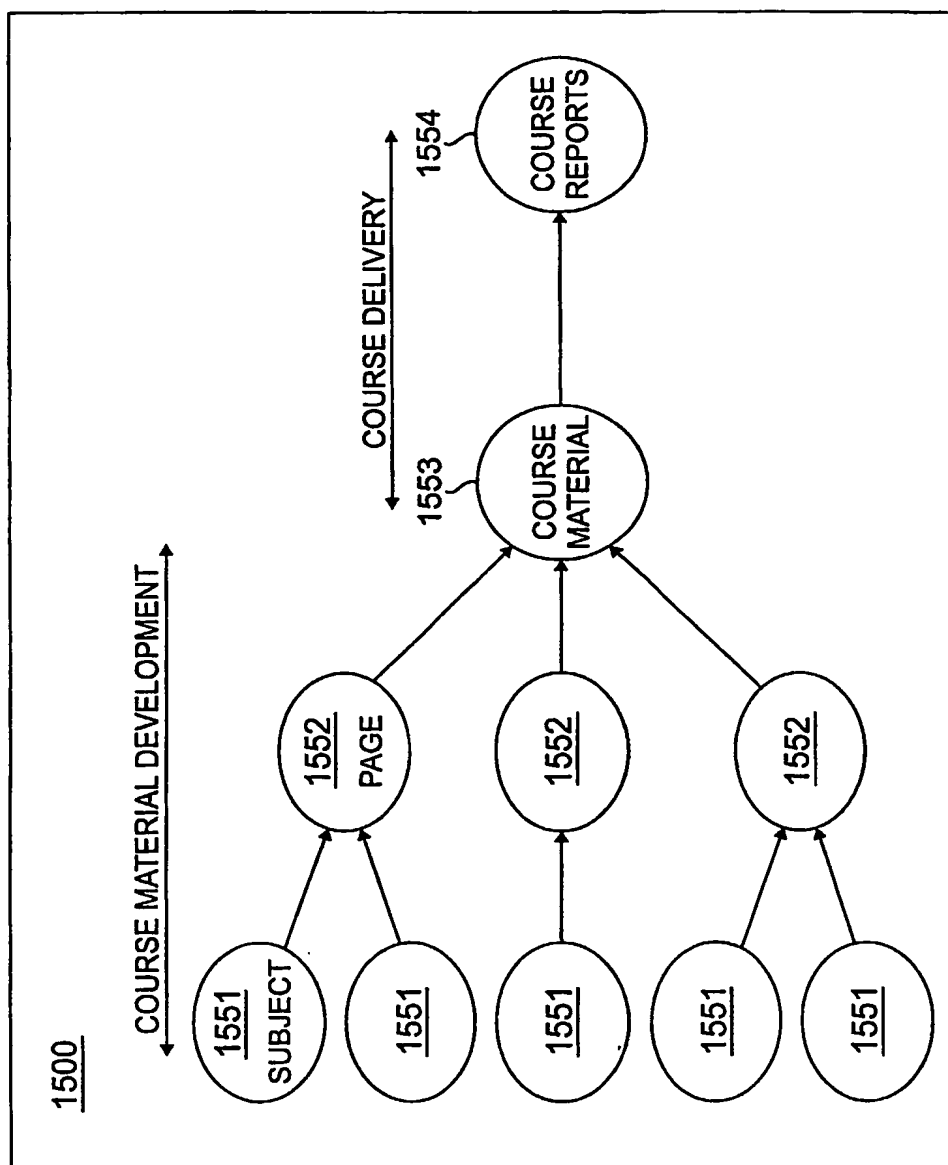 1500
COURSE MATERIAL DEVELOPMENT
COURSE DELIVERY
1551
SUBJECT
1551
1551
1551
1551
1552
PAGE
1552
1552
1553
COURSE
MATERIAL
1554
COURSE
REPORTS